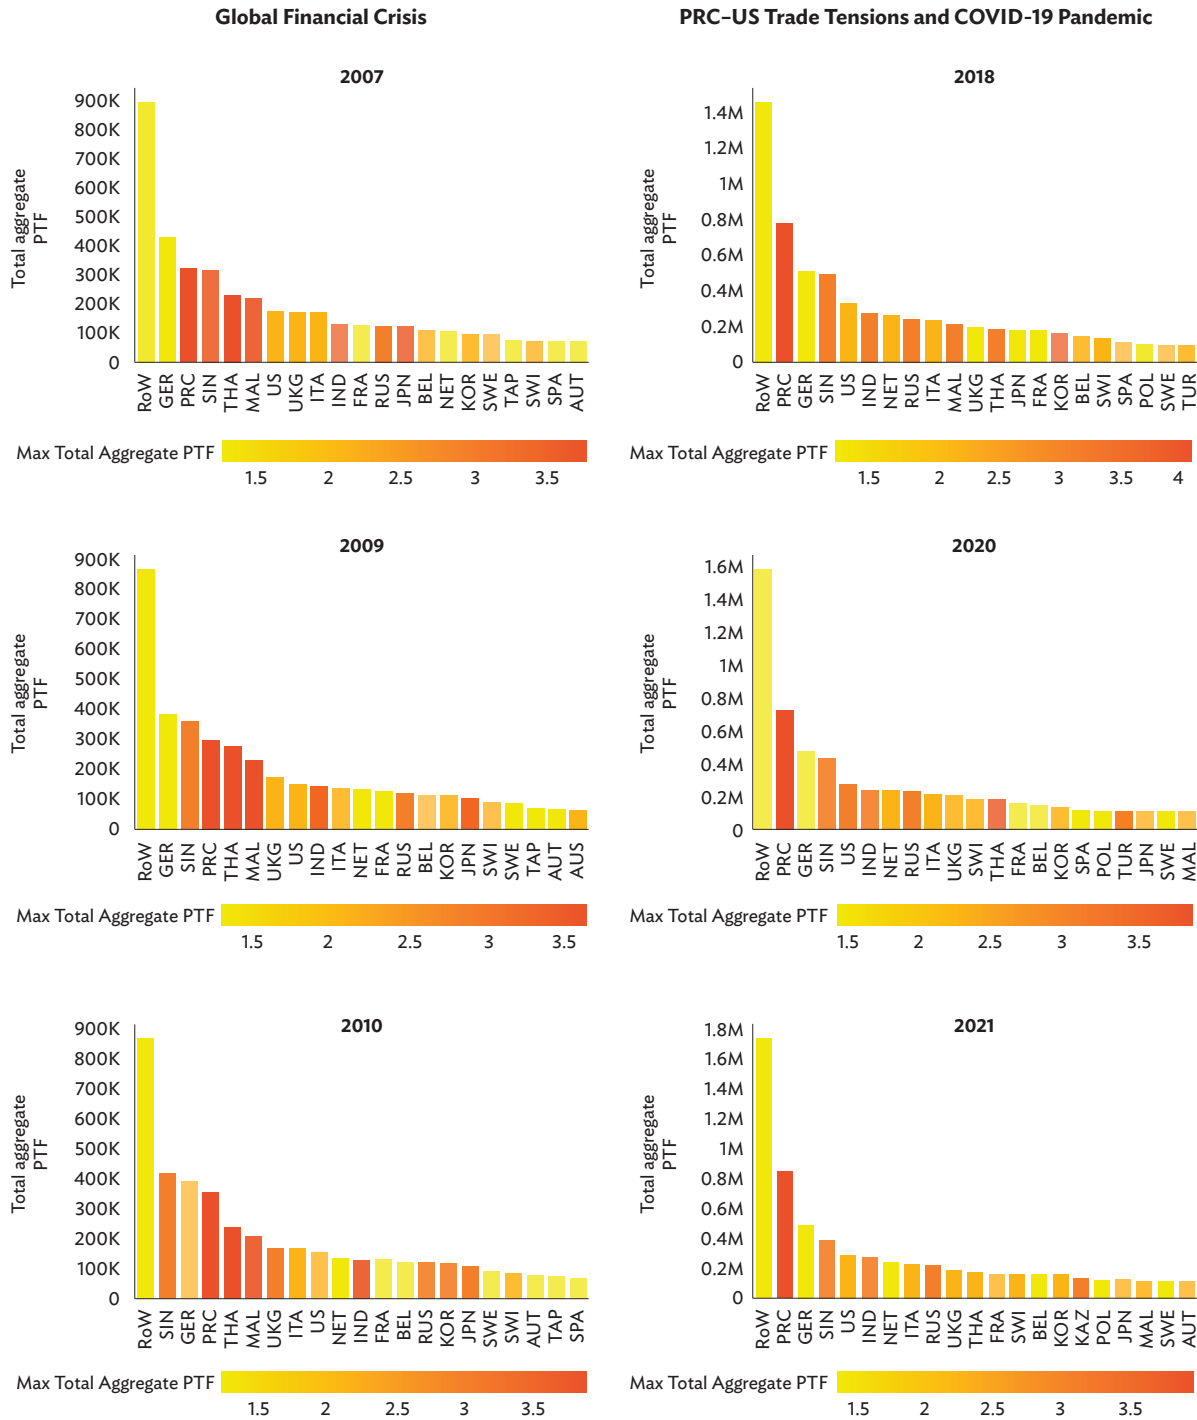 Global Financial Crisis
2007
Total aggregate
PTF
900K
800K
700K
600K
500K
400K
300K
200K
100K
0
RoW
GER
PRC
SIN
THA
MAL
US
UKG
ITA
IND
FRA
RUS
JPN
BEL
NET
KOR
SWE
TAP
SWI
SPA
AUT
Max Total Aggregate PTF
1.5 2 2.5 3 3.5
2009
Total aggregate
PTF
900K
800K
700K
600K
500K
400K
300K
200K
100K
0
RoW
GER
SIN
PRC
THA
MAL
UKG
US
IND
ITA
NET
FRA
RUS
BEL
KOR
JPN
SWI
SWE
TAP
AUT
AUS
Max Total Aggregate PTF
1.5 2 2.5 3 3.5
2010
Total aggregate
PTF
900K
800K
700K
600K
500K
400K
300K
200K
100K
0
RoW
SIN
GER
PRC
THA
MAL
UKG
ITA
US
NET
IND
FRA
BEL
RUS
KOR
JPN
SWE
SWI
AUT
TAP
SPA
Max Total Aggregate PTF
1.5 2 2.5 3 3.5
PRC–US Trade Tensions and COVID-19 Pandemic
2018
Total aggregate
PTF
1.4M
1.2M
1M
0.8M
0.6M
0.4M
0.2M
0
RoW
PRC
GER
SIN
US
IND
NET
RUS
ITA
MAL
UKG
THA
JPN
FRA
KOR
BEL
SWI
SPA
POL
SWE
TUR
Max Total Aggregate PTF
1.5 2 2.5 3 3.5 4
2020
Total aggregate
PTF
1.6M
1.4M
1.2M
1M
0.8M
0.6M
0.4M
0.2M
0
RoW
PRC
GER
SIN
US
IND
NET
RUS
ITA
UKG
SWI
THA
FRA
BEL
KOR
SPA
POL
TUR
JPN
SWE
MAL
Max Total Aggregate PTF
1.5 2 2.5 3 3.5
2021
Total aggregate
PTF
1.8M
1.6M
1.4M
1.2M
1M
0.8M
0.6M
0.4M
0.2M
0
RoW
PRC
GER
SIN
US
IND
NET
ITA
RUS
UKG
THA
FRA
SWI
BEL
KOR
KAZ
POL
JPN
MAL
SWE
AUT
Max Total Aggregate PTF
1.5 2 2.5 3 3.5